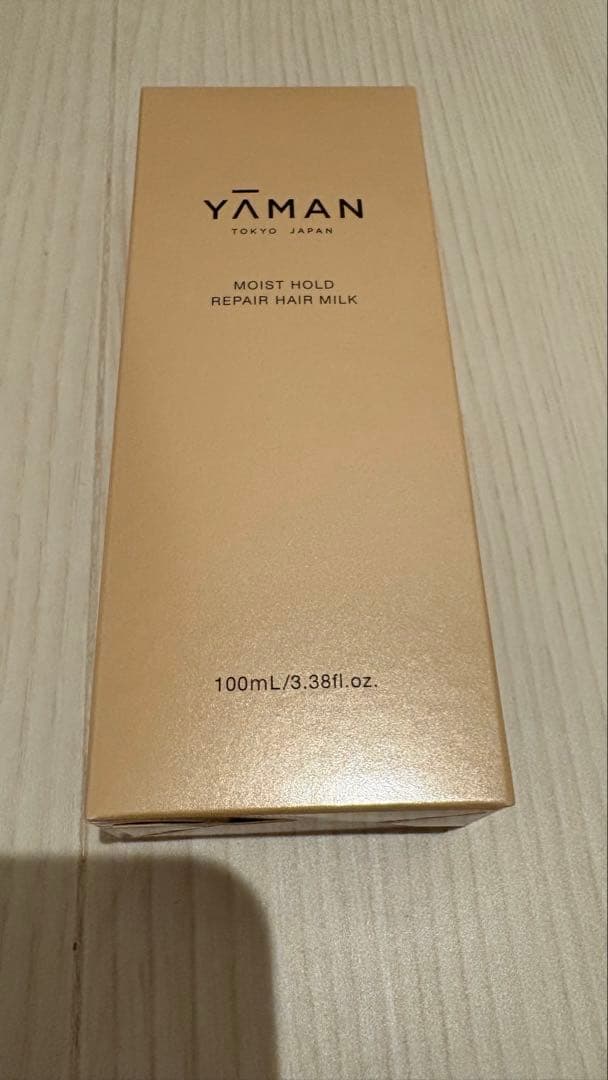 YĀMAN
TOKYO JAPAN
MOIST HOLD
REPAIR HAIR MILK
100mL/3.38fl.oz.